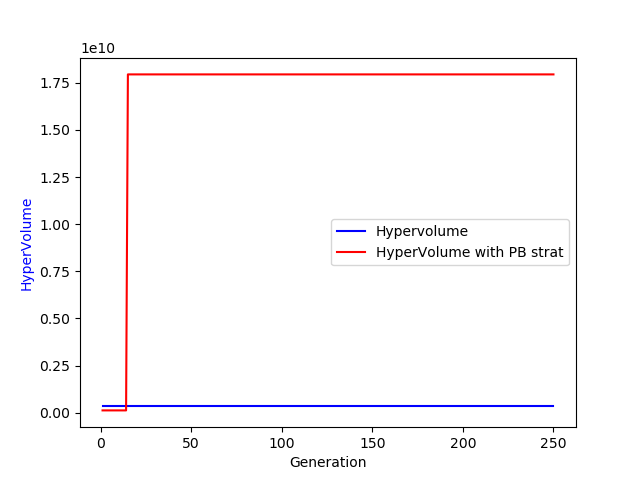 1e10
1.75
1.50
1.25
1.00
0.75
0.50
0.25
0.00
HyperVolume
Hypervolume
HyperVolume with PB strat
0 50 100 150 200 250
Generation